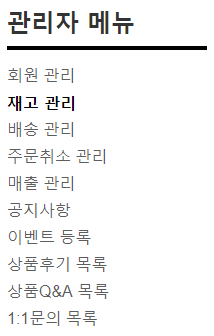 관리자 메뉴
회원 관리
재고 관리
배송 관리
주문취소 관리
매출 관리
공지사항
이벤트 등록
상품후기 목록
상품Q&A 목록
1:1문의 목록